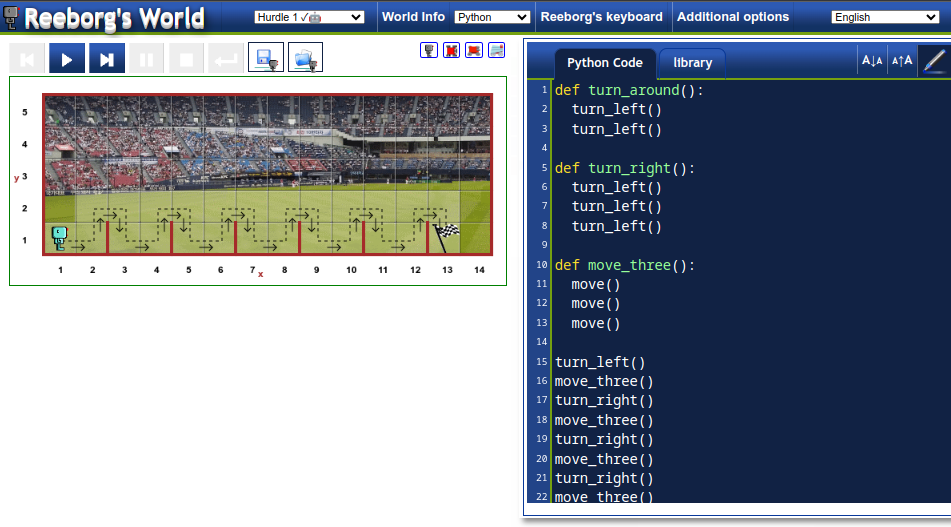 Reeborg's World
Hurdle 1 ✓🤖
World Info
Python
Reeborg's keyboard
Additional options
English
Python Code
library
A↓A
A↑A
5
4
y 3
2
1
1 2 3 4 5 6 7 x 8 9 10 11 12 13 14
1 def turn_around():
2 turn_left()
3 turn_left()
4
5 def turn_right():
6 turn_left()
7 turn_left()
8 turn_left()
9
10 def move_three():
11 move()
12 move()
13 move()
14
15 turn_left()
16 move_three()
17 turn_right()
18 move_three()
19 turn_right()
20 move_three()
21 turn_right()
22 move_three()